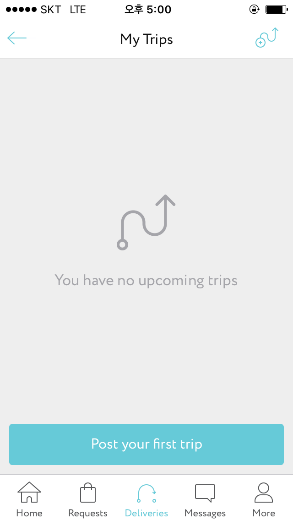 SKT LTE 오후 5:00
My Trips
You have no upcoming trips
Post your first trip
Home Requests Deliveries Messages More